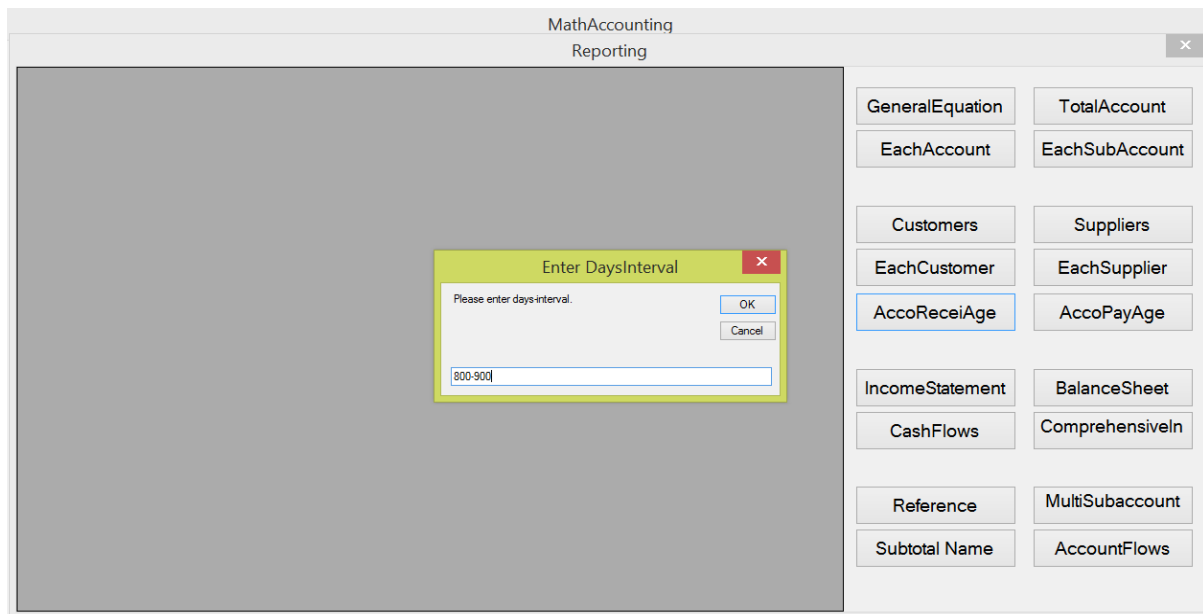 MathAccounting
Reporting
GeneralEquation TotalAccount
EachAccount EachSubAccount
Customers Suppliers
EachCustomer EachSupplier
AccoReceiAge AccoPayAge
IncomeStatement BalanceSheet
CashFlows ComprehensiveIn
Reference MultiSubaccount
Subtotal Name AccountFlows
Enter DaysInterval
Please enter days-interval.
OK
Cancel
800-900